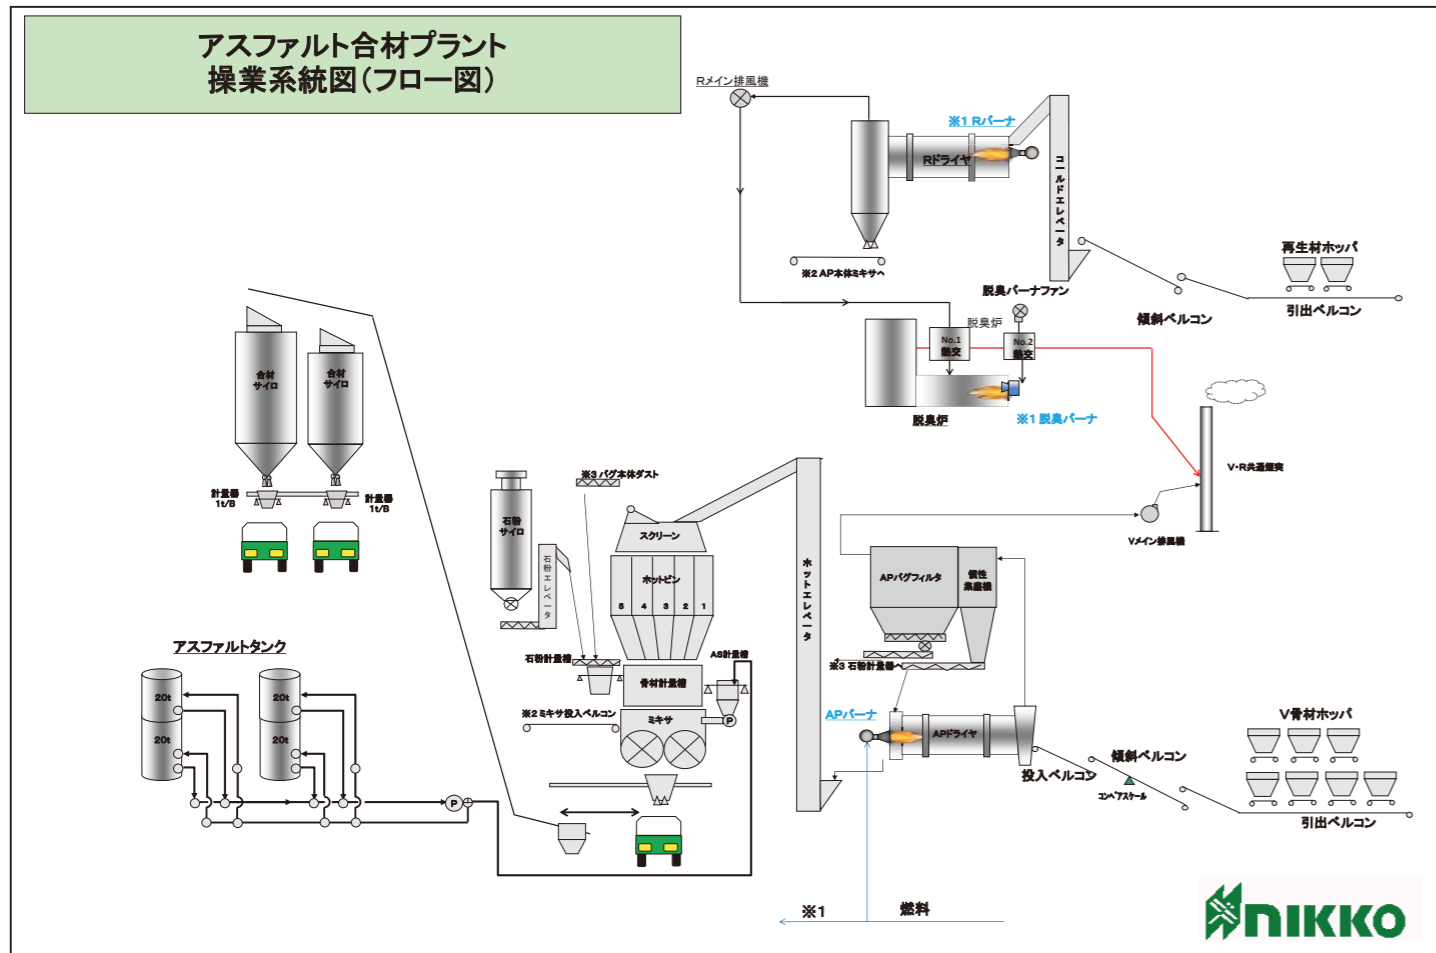 アスファルト合材プラント
操業系統図(フロー図)
Rメイン排風機
※1 Rバーナ
Rドライヤ
コールドエレベータ
※2 AP本体ミキサへ
再生材ホッパ
引出ベルコン
傾斜ベルコン
脱臭バーナファン
脱臭炉
No.1
熱交
No.2
熱交
脱臭炉
※1 脱臭バーナ
V・R共通煙突
Vメイン排風機
合材
サイロ
合材
サイロ
計量器
1t/B
計量器
1t/B
※3 バグ本体ダスト
石粉
サイロ
石粉エレベータ
スクリーン
ホットビン
5 4 3 2 1
ホットエレベータ
APバグフィルタ
慣性
集塵機
※3 石粉計量器へ
石粉計量槽
AS計量槽
骨材計量槽
※2 ミキサ投入ベルコン
ミキサ
P
APバーナ
APドライヤ
投入ベルコン
傾斜ベルコン
コンベアスケール
V骨材ホッパ
引出ベルコン
アスファルトタンク
20t
20t
20t
20t
P
※1
燃料
NIKKO